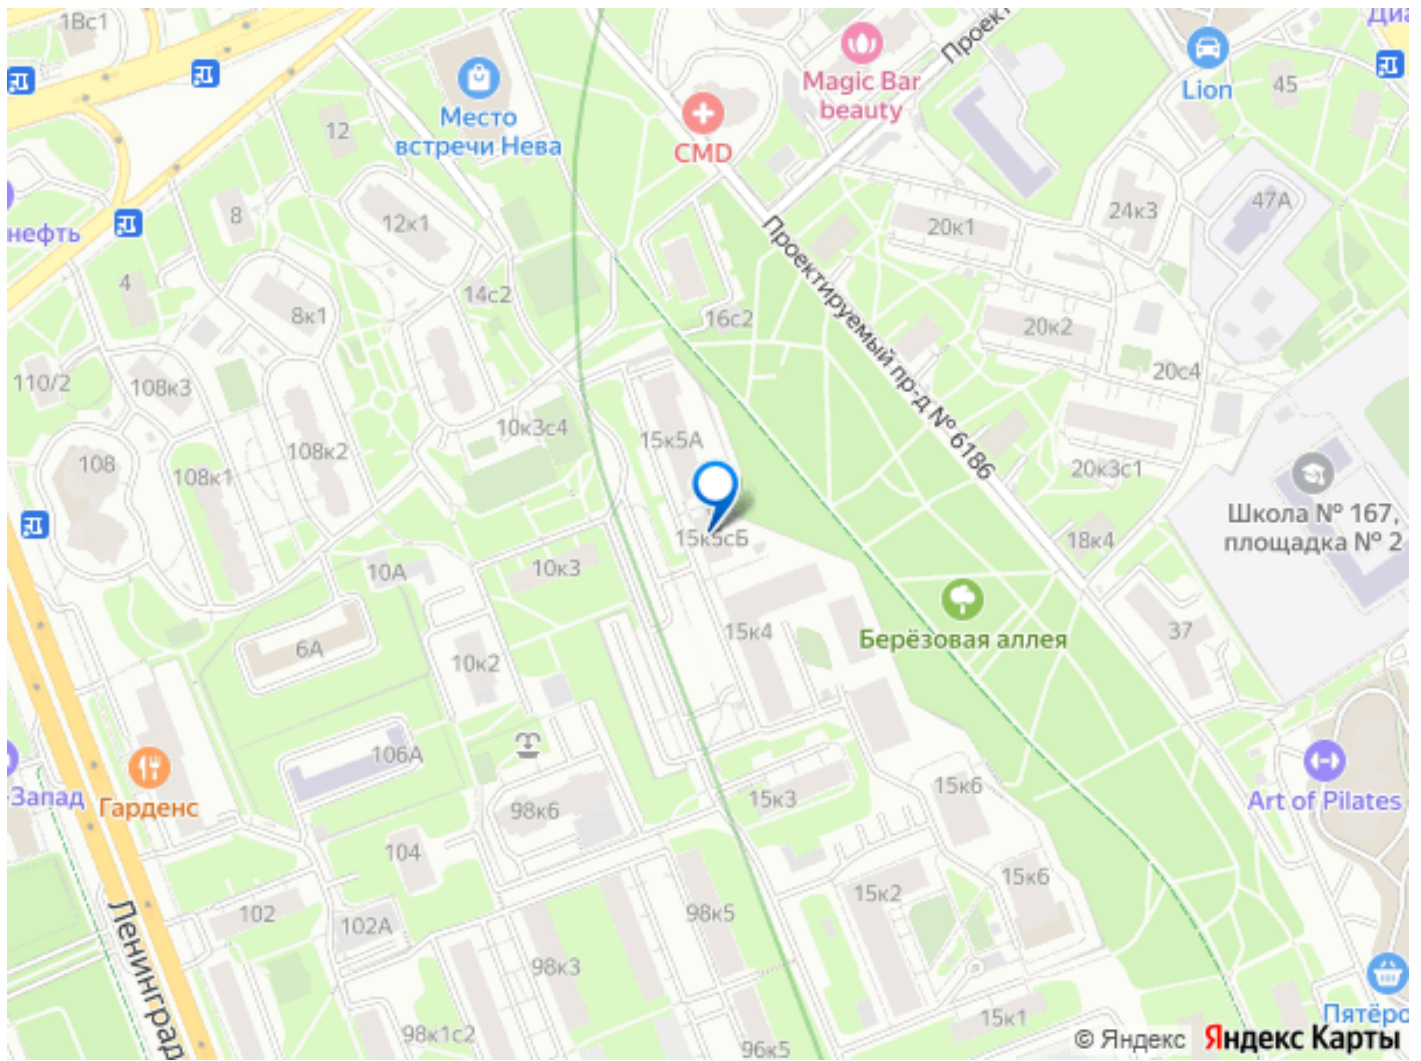 1Вс1
Диа
Проект
Magic Bar
beauty
Lion
45
Место
встречи Нева
12
CMD
24к3
47А
8
12к1
20к1
нефть
4
14с2
8к1
16с2
20к2
Проектируемый пр-д № 6186
110/2
108к3
20с4
10к3с4
15к5А
108
108к2
108к1
20к3с1
Школа № 167,
площадка № 2
15к5сБ
18к4
10А
10к3
Берёзовая аллея
15к4
37
6А
10к2
106А
Запад
Гарденс
98к6
15к3
15к6
Art of Pilates
104
15к6
15к2
102
102А
98к5
Ленинград
98к3
Пятёро
15к1
98к1с2
96к5
© Яндекс Яндекс Карты